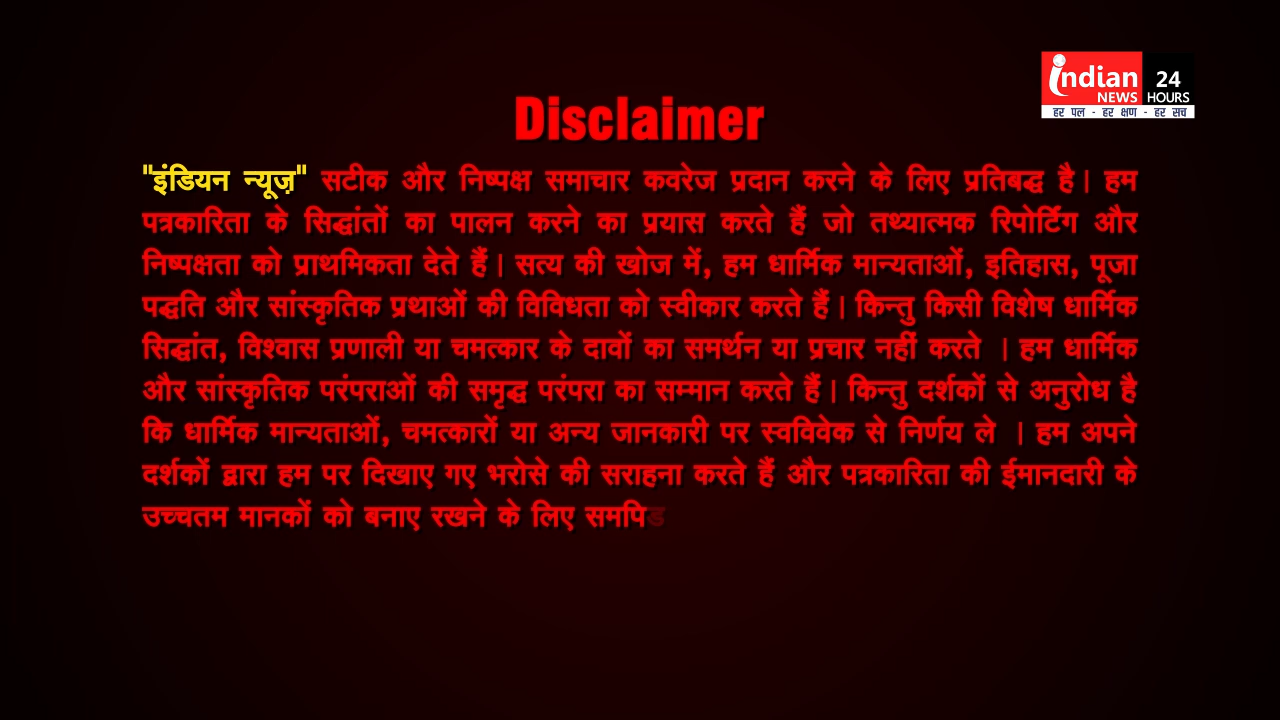 indian
NEWS
24
HOURS
हर पल - हर क्षण - हर सच
Disclaimer
"इंडियन न्यूज़" सटीक और निष्पक्ष समाचार कवरेज प्रदान करने के लिए प्रतिबद्ध है। हम
पत्रकारिता के सिद्धांतों का पालन करने का प्रयास करते हैं जो तथ्यात्मक रिपोर्टिंग और
निष्पक्षता को प्राथमिकता देते हैं। सत्य की खोज में, हम धार्मिक मान्यताओं, इतिहास, पूजा
पद्धति और सांस्कृतिक प्रथाओं की विविधता को स्वीकार करते हैं। किन्तु किसी विशेष धार्मिक
सिद्धांत, विश्वास प्रणाली या चमत्कार के दावों का समर्थन या प्रचार नहीं करते । हम धार्मिक
और सांस्कृतिक परंपराओं की समृद्ध परंपरा का सम्मान करते हैं। किन्तु दर्शकों से अनुरोध है
कि धार्मिक मान्यताओं, चमत्कारों या अन्य जानकारी पर स्वविवेक से निर्णय ले । हम अपने
दर्शकों द्वारा हम पर दिखाए गए भरोसे की सराहना करते हैं और पत्रकारिता की ईमानदारी के
उच्चतम मानकों को बनाए रखने के लिए समपि